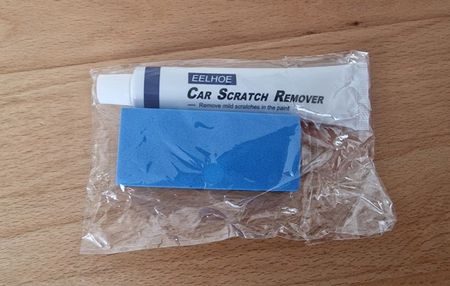 EELHOE
CAR SCRATCH REMOVER
— Remove mild scratches in the paint